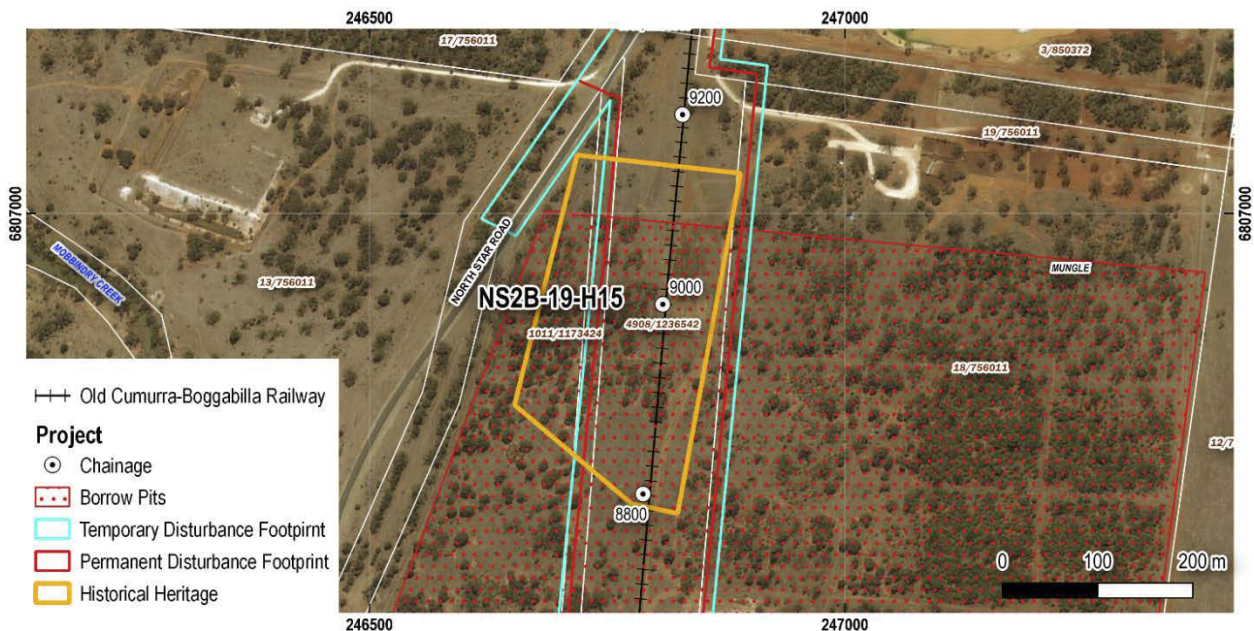 246500
247000
17/756011
3/850372
9200
19/756011
6807000
6807000
MOBBINDRY CREEK
13/756011
NORTH STAR ROAD
MUNGLE
NS2B-19-H15
9000
1011/1173424
4908/1236542
18/756011
12/7
Old Cumurra-Boggabilla Railway
Project
Chainage
Borrow Pits
Temporary Disturbance Footpirnt
Permanent Disturbance Footprint
Historical Heritage
8800
0 100 200 m
246500
247000